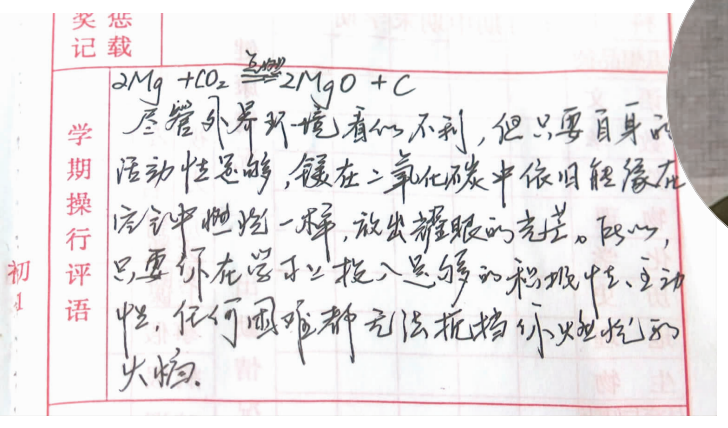 奖惩
记载
2Mg + CO₂ 点燃 2MgO + C
尽管外界环境看似不利，但只要自身的
活动性足够，镁在二氧化碳中依旧能像在
空气中燃烧一样，放出耀眼的光芒。所以，
只要你在学习上投入足够的积极性、主动
性，任何困难都无法抵挡你燃烧的
火焰。
学期操行评语
初1